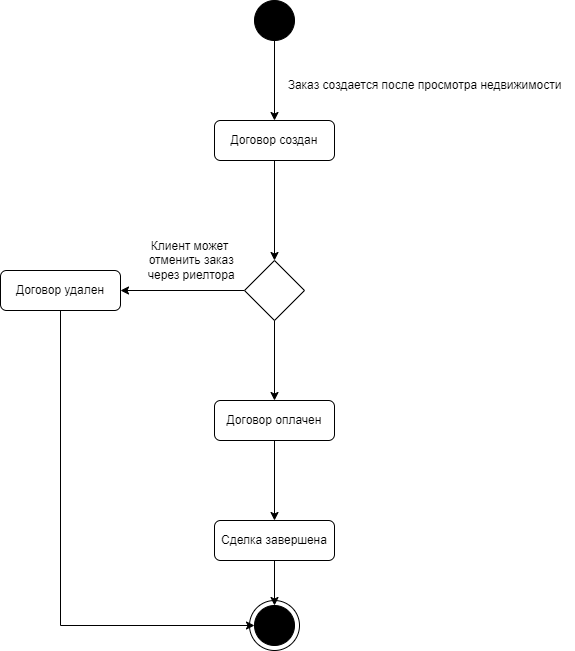 Заказ создается после просмотра недвижимости
Договор создан
Клиент может
отменить заказ
через риелтора
Договор удален
Договор оплачен
Сделка завершена